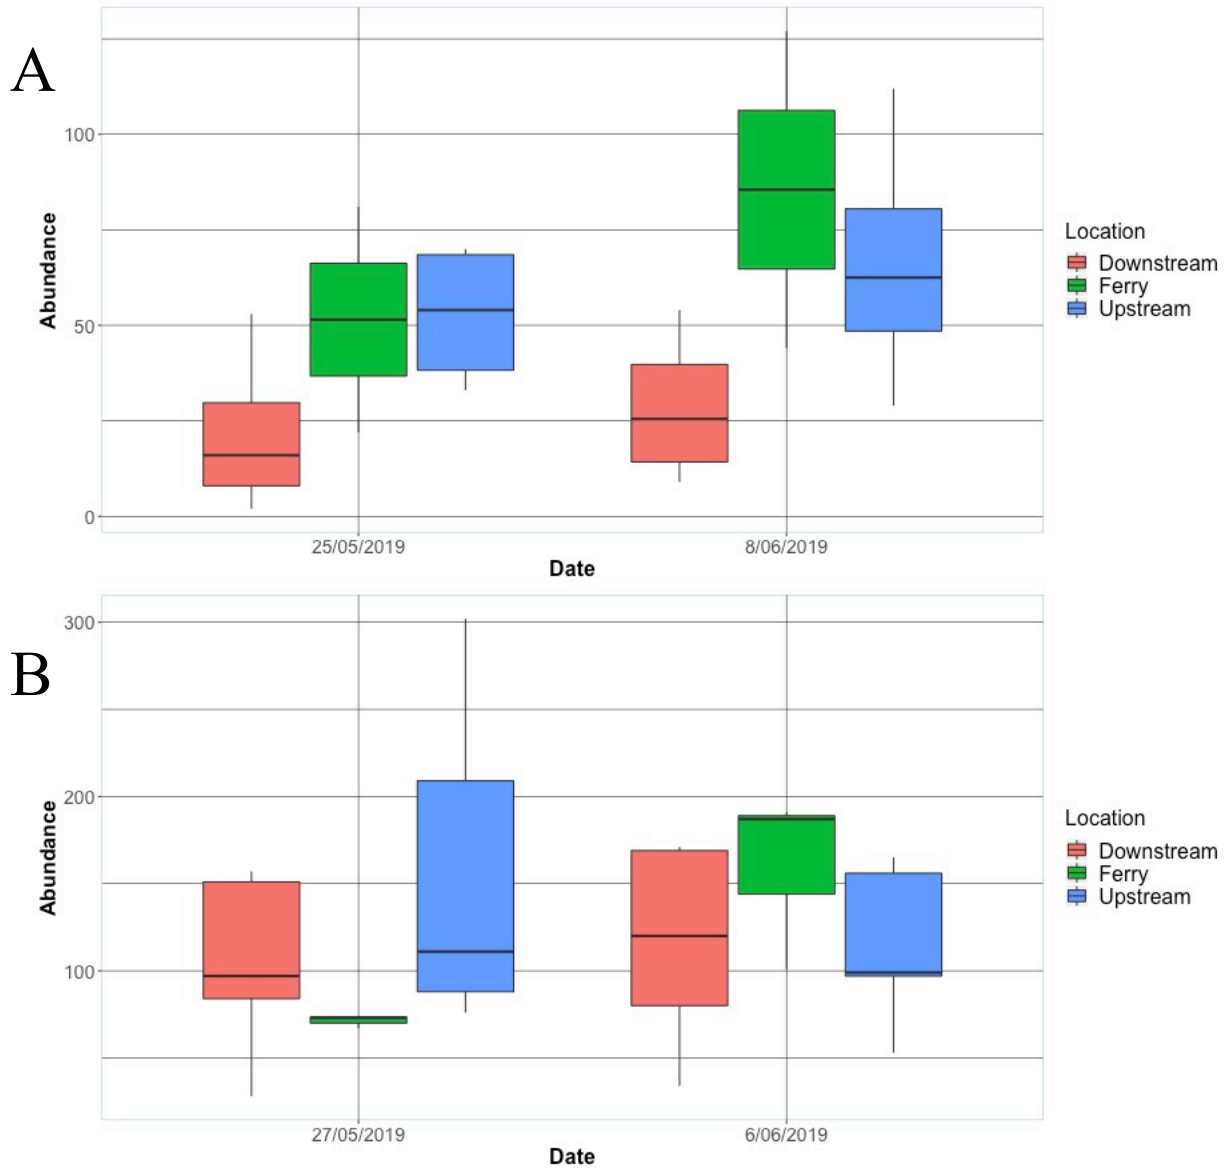 A
Abundance
100
50
0
25/05/2019
8/06/2019
Date
Location
Downstream
Ferry
Upstream
B
Abundance
300
200
100
27/05/2019
6/06/2019
Date
Location
Downstream
Ferry
Upstream